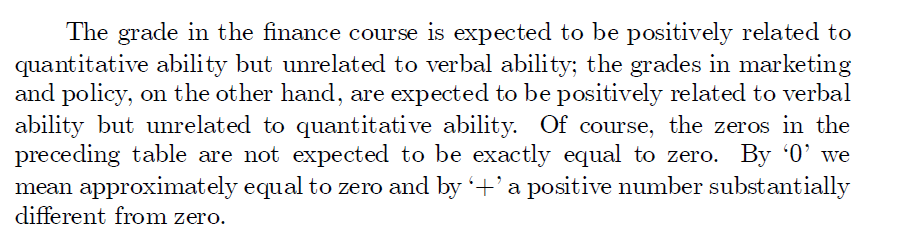 The grade in the finance course is expected to be positively related to
quantitative ability but unrelated to verbal ability; the grades in marketing
and policy, on the other hand, are expected to be positively related to verbal
ability but unrelated to quantitative ability. Of course, the zeros in the
preceding table are not expected to be exactly equal to zero. By ‘0’ we
mean approximately equal to zero and by ‘+’ a positive number substantially
different from zero.